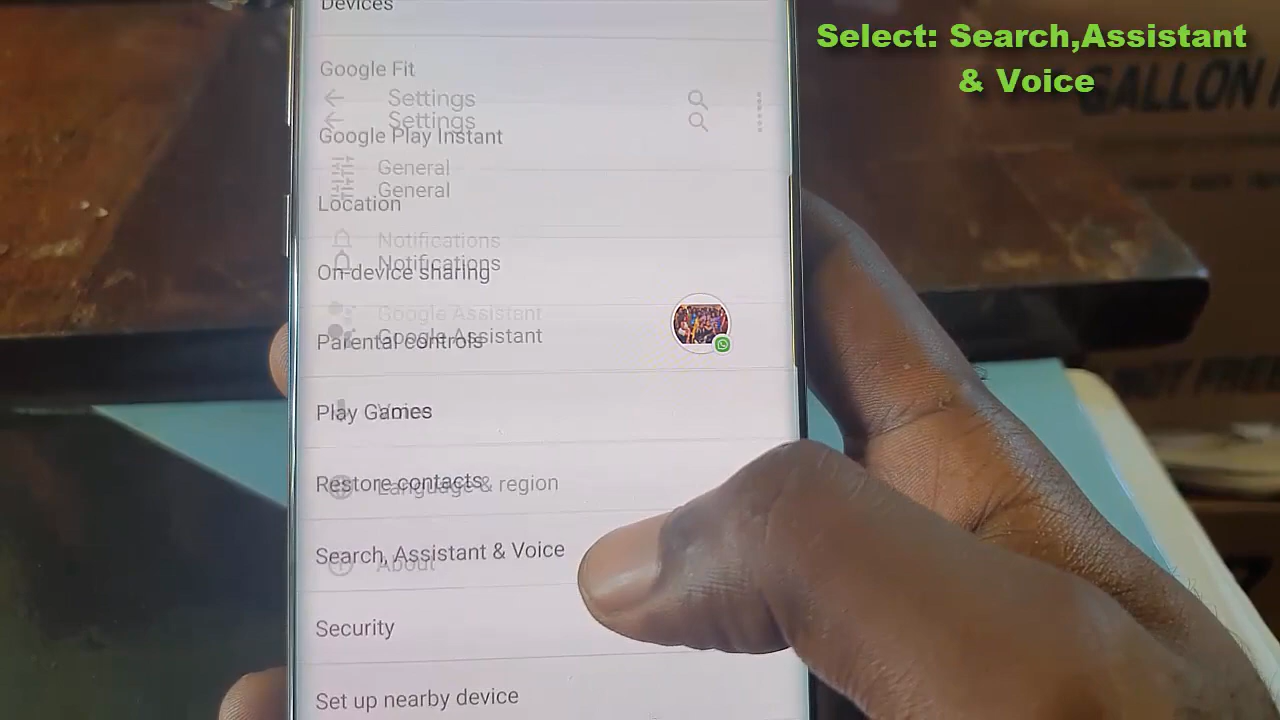 Select: Search,Assistant
& Voice
GALLON
Devices
Google Fit
Settings
Settings
Google Play Instant
General
General
Location
Notifications
Notifications
On-device sharing
Google Assistant
Google Assistant
Parental controls
Play Games
Voice
Restore contacts
Language & region
Search, Assistant & Voice
About
Security
Set up nearby device